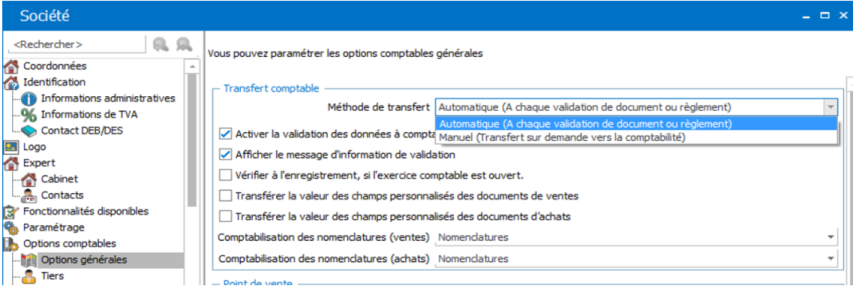 Société
<Rechercher>
Coordonnées
Identification
Informations administratives
Informations de TVA
Contact DEB/DES
Logo
Expert
Cabinet
Contacts
Fonctionnalités disponibles
Paramétrage
Options comptables
Options générales
Tiers
Vous pouvez paramétrer les options comptables générales
Transfert comptable
Méthode de transfert Automatique (A chaque validation de document ou règlement)
Automatique (A chaque validation de document ou règlement)
Manuel (Transfert sur demande vers la comptabilité)
Activer la validation des données à compta
Afficher le message d'information de validation
Vérifier à l'enregistrement, si l'exercice comptable est ouvert.
Transférer la valeur des champs personnalisés des documents de ventes
Transférer la valeur des champs personnalisés des documents d'achats
Comptabilisation des nomenclatures (ventes) Nomenclatures
Comptabilisation des nomenclatures (achats) Nomenclatures
Point de vente